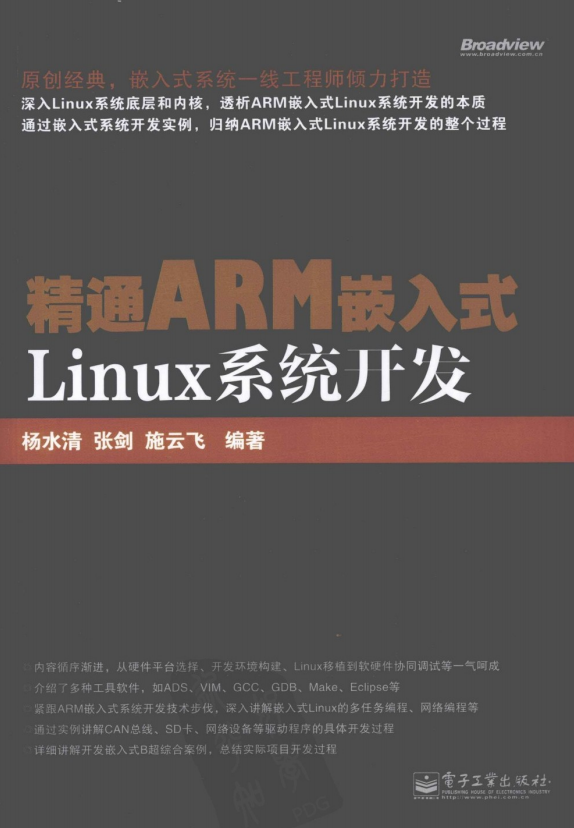 Broadview
www.broadview.com.cn
原创经典，嵌入式系统一线工程师倾力打造
深入Linux系统底层和内核，透析ARM嵌入式Linux系统开发的本质
通过嵌入式系统开发实例，归纳ARM嵌入式Linux系统开发的整个过程
精通ARM嵌入式
Linux系统开发
杨水清 张剑 施云飞 编著
内容循序渐进，从硬件平台选择、开发环境构建、Linux移植到软硬件协同调试等一气呵成
介绍了多种工具软件，如ADS、VIM、GCC、GDB、Make、Eclipse等
紧跟ARM嵌入式系统开发技术步伐，深入讲解嵌入式Linux的多任务编程、网络编程等
通过实例讲解CAN总线、SD卡、网络设备等驱动程序的具体开发过程
详细讲解开发嵌入式B超综合案例，总结实际项目开发过程
電子工業出版社
PUBLISHING HOUSE OF ELECTRONICS INDUSTRY
http://www.phei.com.cn